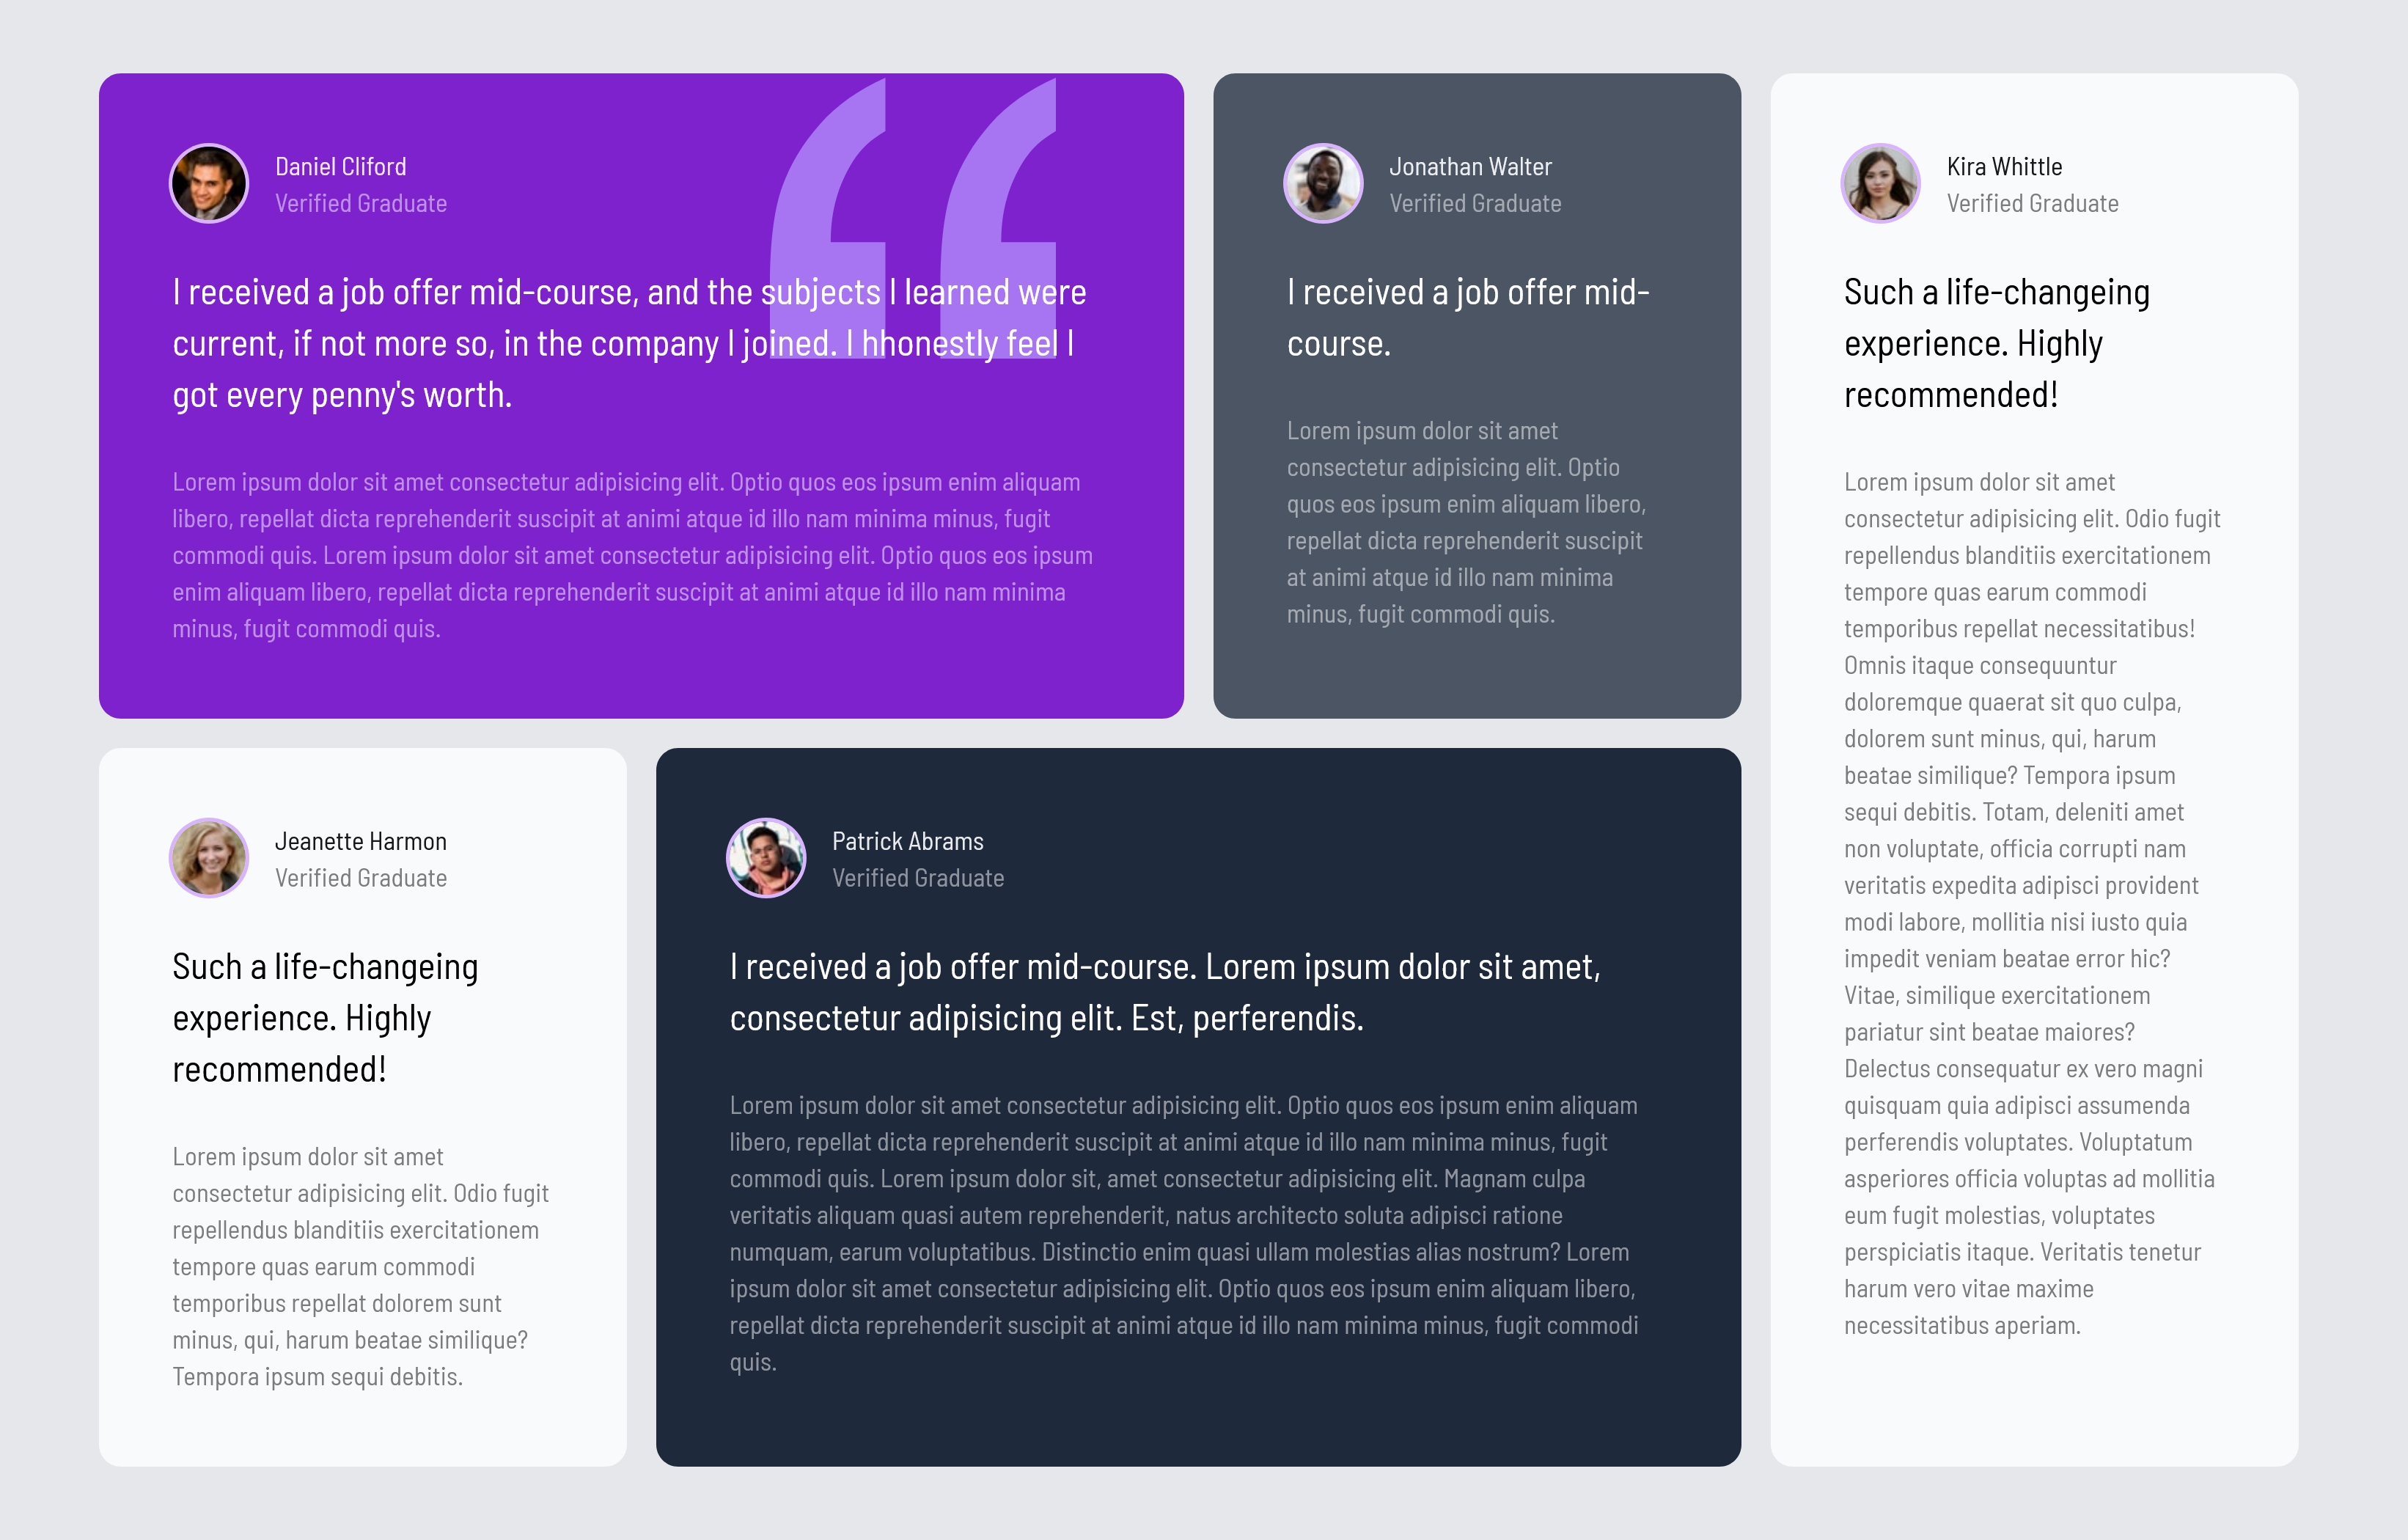 Daniel Cliford
Verified Graduate
I received a job offer mid-course, and the subjects I learned were
current, if not more so, in the company I joined. I hhonestly feel I
got every penny's worth.
Lorem ipsum dolor sit amet consectetur adipisicing elit. Optio quos eos ipsum enim aliquam
libero, repellat dicta reprehenderit suscipit at animi atque id illo nam minima minus, fugit
commodi quis. Lorem ipsum dolor sit amet consectetur adipisicing elit. Optio quos eos ipsum
enim aliquam libero, repellat dicta reprehenderit suscipit at animi atque id illo nam minima
minus, fugit commodi quis.
Jonathan Walter
Verified Graduate
I received a job offer mid-
course.
Lorem ipsum dolor sit amet
consectetur adipisicing elit. Optio
quos eos ipsum enim aliquam libero,
repellat dicta reprehenderit suscipit
at animi atque id illo nam minima
minus, fugit commodi quis.
Kira Whittle
Verified Graduate
Such a life-changeing
experience. Highly
recommended!
Lorem ipsum dolor sit amet
consectetur adipisicing elit. Odio fugit
repellendus blanditiis exercitationem
tempore quas earum commodi
temporibus repellat necessitatibus!
Omnis itaque consequuntur
doloremque quaerat sit quo culpa,
dolorem sunt minus, qui, harum
beatae similique? Tempora ipsum
sequi debitis. Totam, deleniti amet
non voluptate, officia corrupti nam
veritatis expedita adipisci provident
modi labore, mollitia nisi iusto quia
impedit veniam beatae error hic?
Vitae, similique exercitationem
pariatur sint beatae maiores?
Delectus consequatur ex vero magni
quisquam quia adipisci assumenda
perferendis voluptates. Voluptatum
asperiores officia voluptas ad mollitia
eum fugit molestias, voluptates
perspiciatis itaque. Veritatis tenetur
harum vero vitae maxime
necessitatibus aperiam.
Jeanette Harmon
Verified Graduate
Such a life-changeing
experience. Highly
recommended!
Lorem ipsum dolor sit amet
consectetur adipisicing elit. Odio fugit
repellendus blanditiis exercitationem
tempore quas earum commodi
temporibus repellat dolorem sunt
minus, qui, harum beatae similique?
Tempora ipsum sequi debitis.
Patrick Abrams
Verified Graduate
I received a job offer mid-course. Lorem ipsum dolor sit amet,
consectetur adipisicing elit. Est, perferendis.
Lorem ipsum dolor sit amet consectetur adipisicing elit. Optio quos eos ipsum enim aliquam
libero, repellat dicta reprehenderit suscipit at animi atque id illo nam minima minus, fugit
commodi quis. Lorem ipsum dolor sit, amet consectetur adipisicing elit. Magnam culpa
veritatis aliquam quasi autem reprehenderit, natus architecto soluta adipisci ratione
numquam, earum voluptatibus. Distinctio enim quasi ullam molestias alias nostrum? Lorem
ipsum dolor sit amet consectetur adipisicing elit. Optio quos eos ipsum enim aliquam libero,
repellat dicta reprehenderit suscipit at animi atque id illo nam minima minus, fugit commodi
quis.